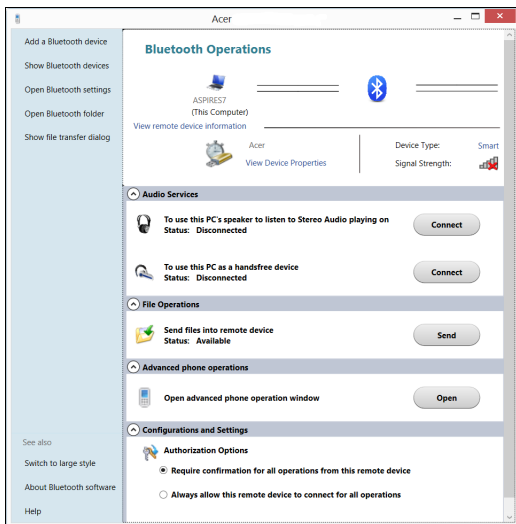 Acer
Add a Bluetooth device
Show Bluetooth devices
Open Bluetooth settings
Open Bluetooth folder
Show file transfer dialog
See also
Switch to large style
About Bluetooth software
Help
Bluetooth Operations
ASPIRES7
(This Computer)
View remote device information
Acer
View Device Properties
Device Type: Smart
Signal Strength:
Audio Services
To use this PC's speaker to listen to Stereo Audio playing on
Status: Disconnected
Connect
To use this PC as a handsfree device
Status: Disconnected
Connect
File Operations
Send files into remote device
Status: Available
Send
Advanced phone operations
Open advanced phone operation window
Open
Configurations and Settings
Authorization Options
Require confirmation for all operations from this remote device
Always allow this remote device to connect for all operations